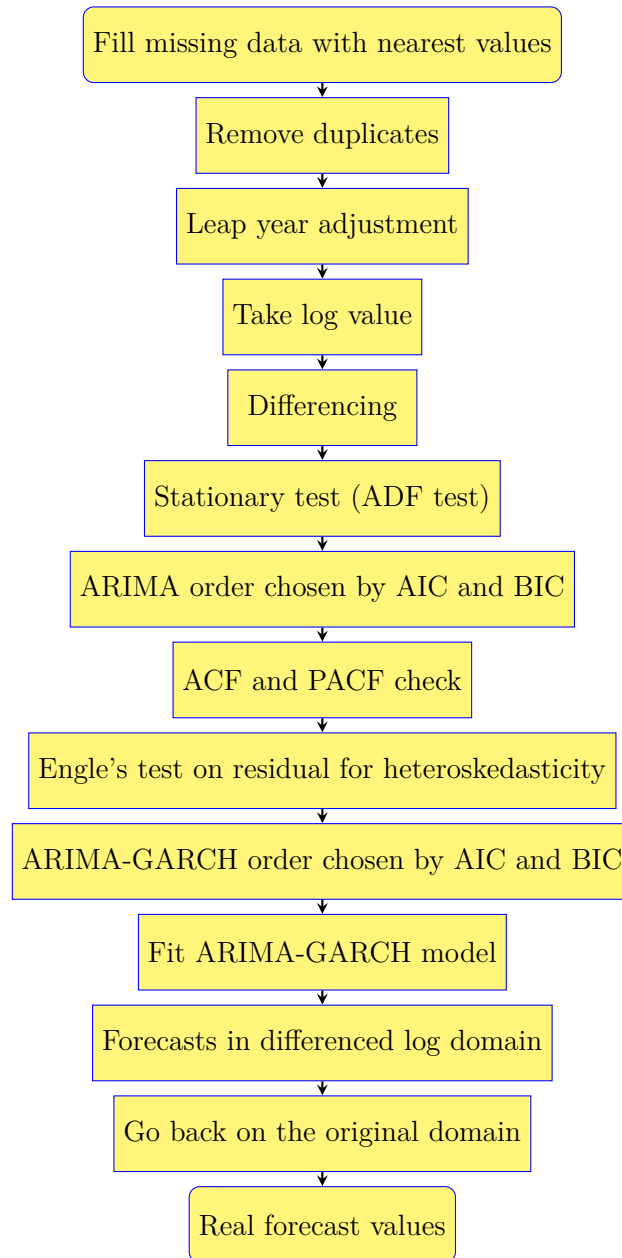 Fill missing data with nearest values
Remove duplicates
Leap year adjustment
Take log value
Differencing
Stationary test (ADF test)
ARIMA order chosen by AIC and BIC
ACF and PACF check
Engle's test on residual for heteroskedasticity
ARIMA-GARCH order chosen by AIC and BIC
Fit ARIMA-GARCH model
Forecasts in differenced log domain
Go back on the original domain
Real forecast values